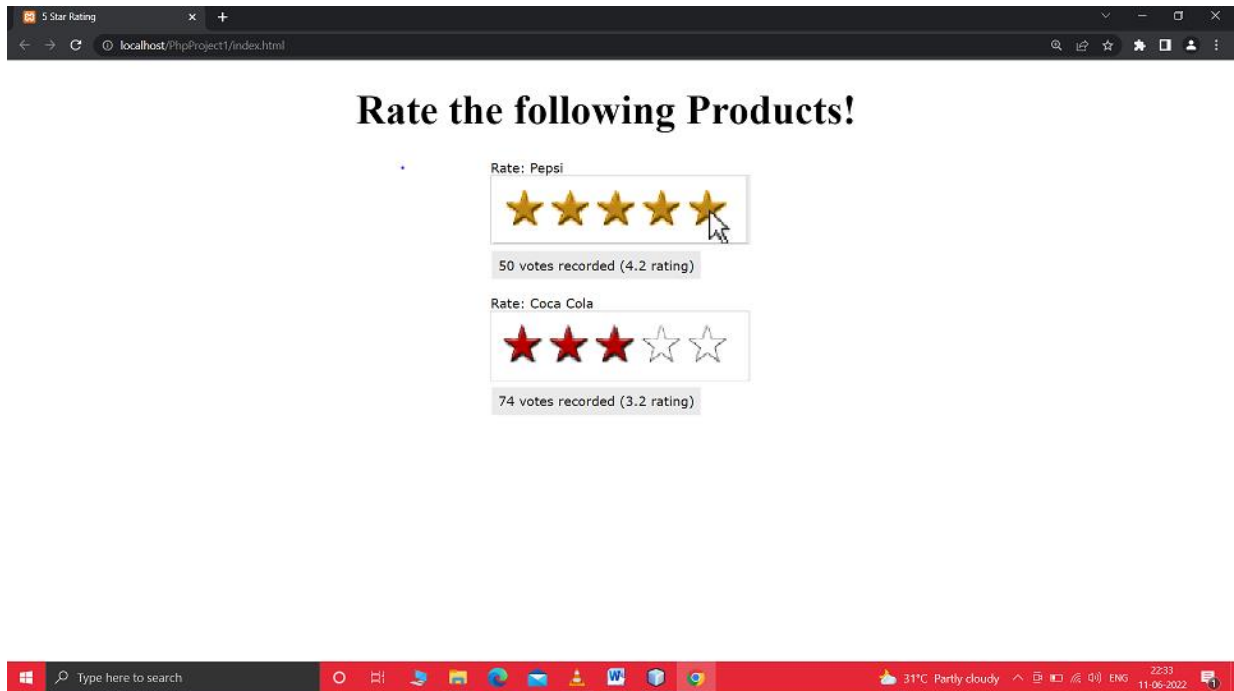 5 Star Rating
localhost/PhpProject1/index.html
Rate the following Products!
Rate: Pepsi
50 votes recorded (4.2 rating)
Rate: Coca Cola
74 votes recorded (3.2 rating)
Type here to search
31°C Partly cloudy
ENG
22:33
11-06-2022
1